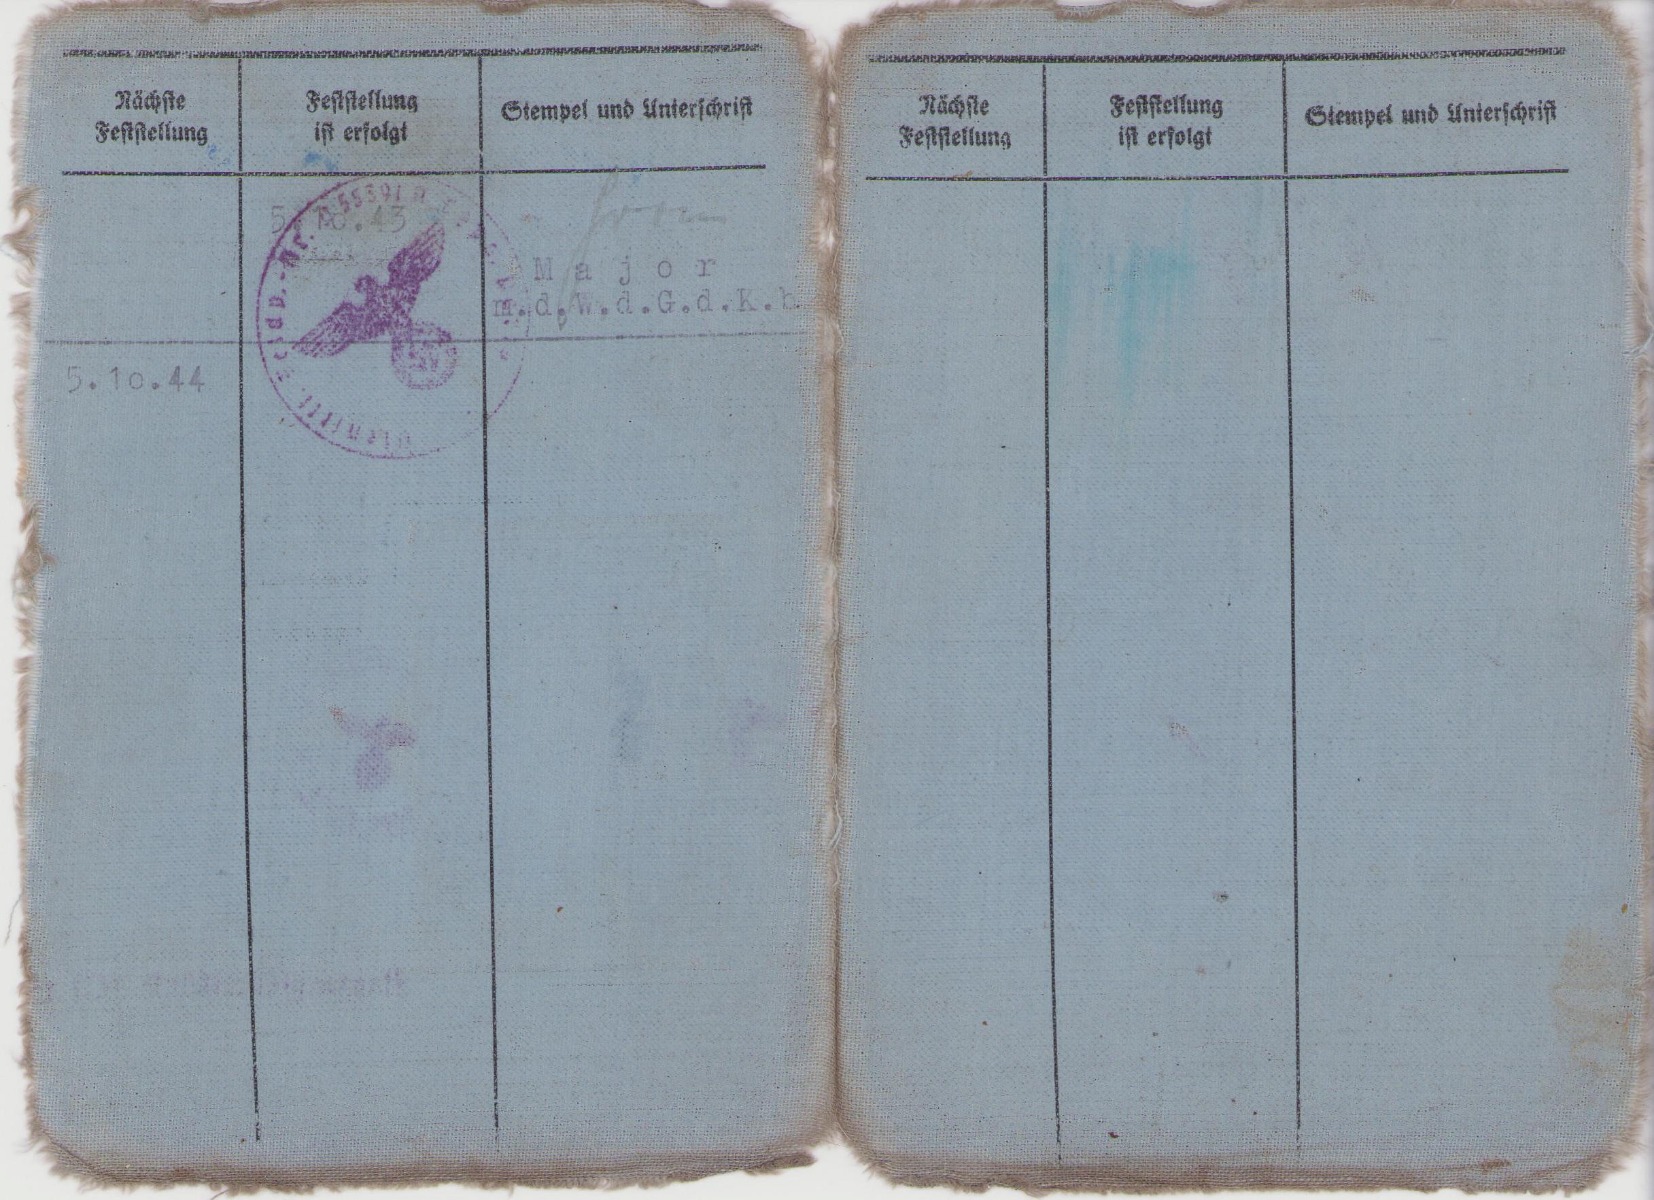 Nächste
Feststellung
Feststellung
ist erfolgt
Stempel und Unterschrift
5.10.43
Major
m.d.W.d.G.d.K.b
5.10.44
Nächste
Feststellung
Feststellung
ist erfolgt
Stempel und Unterschrift